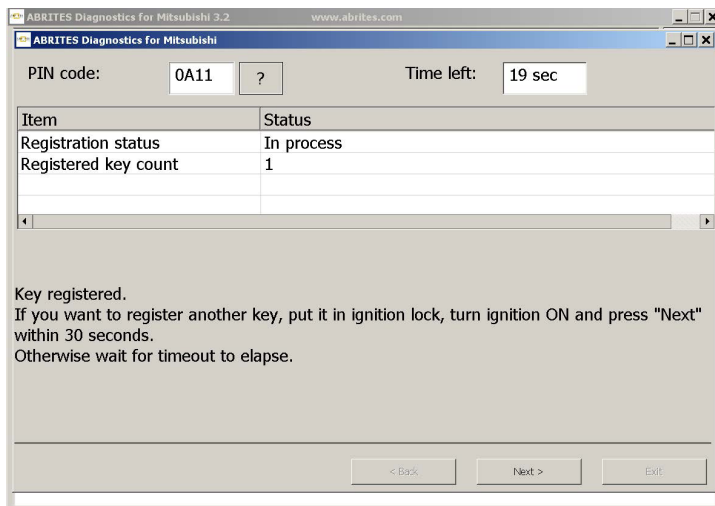 ABRITES Diagnostics for Mitsubishi 3.2 www.abrites.com
ABRITES Diagnostics for Mitsubishi
PIN code: 0A11 ? Time left: 19 sec
Item Status
Registration status In process
Registered key count 1
Key registered.
If you want to register another key, put it in ignition lock, turn ignition ON and press "Next"
within 30 seconds.
Otherwise wait for timeout to elapse.
< Back Next > Exit